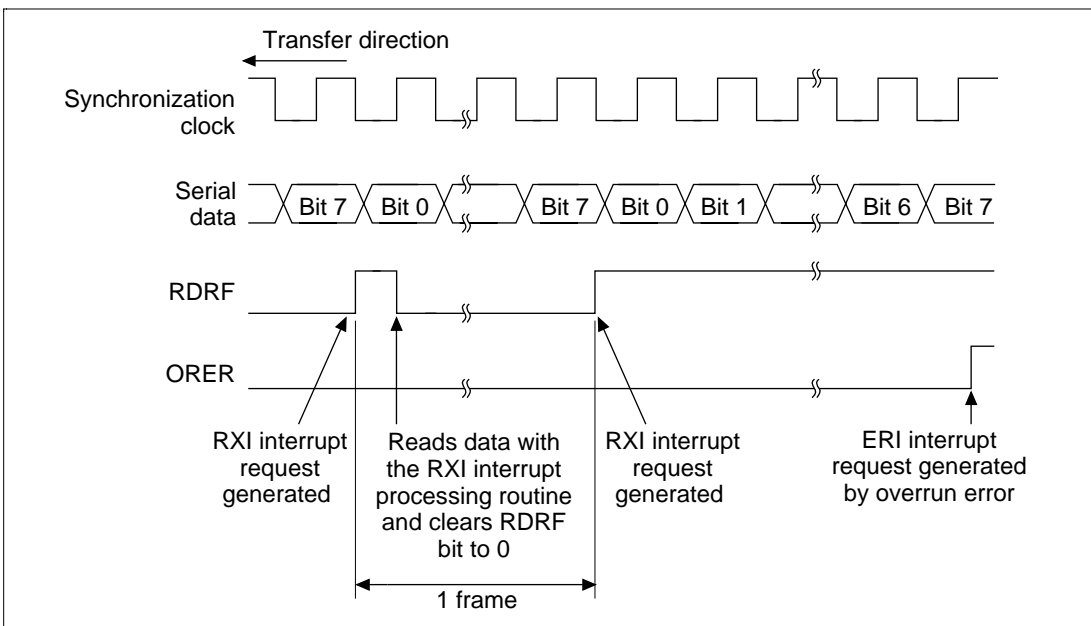 Transfer direction
Synchronization
clock
Serial
data
Bit 7
Bit 0
Bit 7
Bit 0
Bit 1
Bit 6
Bit 7
RDRF
ORER
RXI interrupt
request
generated
Reads data with
the RXI interrupt
processing routine
and clears RDRF
bit to 0
RXI interrupt
request
generated
ERI interrupt
request generated
by overrun error
1 frame